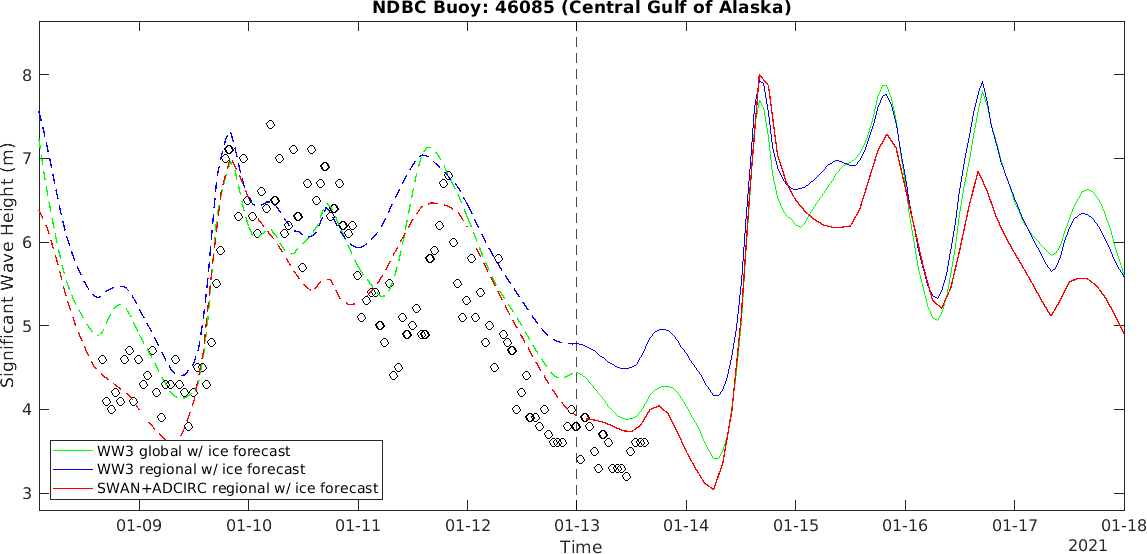 NDBC Buoy: 46085 (Central Gulf of Alaska)
Significant Wave Height (m)
8
7
6
5
4
3
WW3 global w/ ice forecast
WW3 regional w/ ice forecast
SWAN+ADCIRC regional w/ ice forecast
01-09 01-10 01-11 01-12 01-13 01-14 01-15 01-16 01-17 01-18
Time
2021